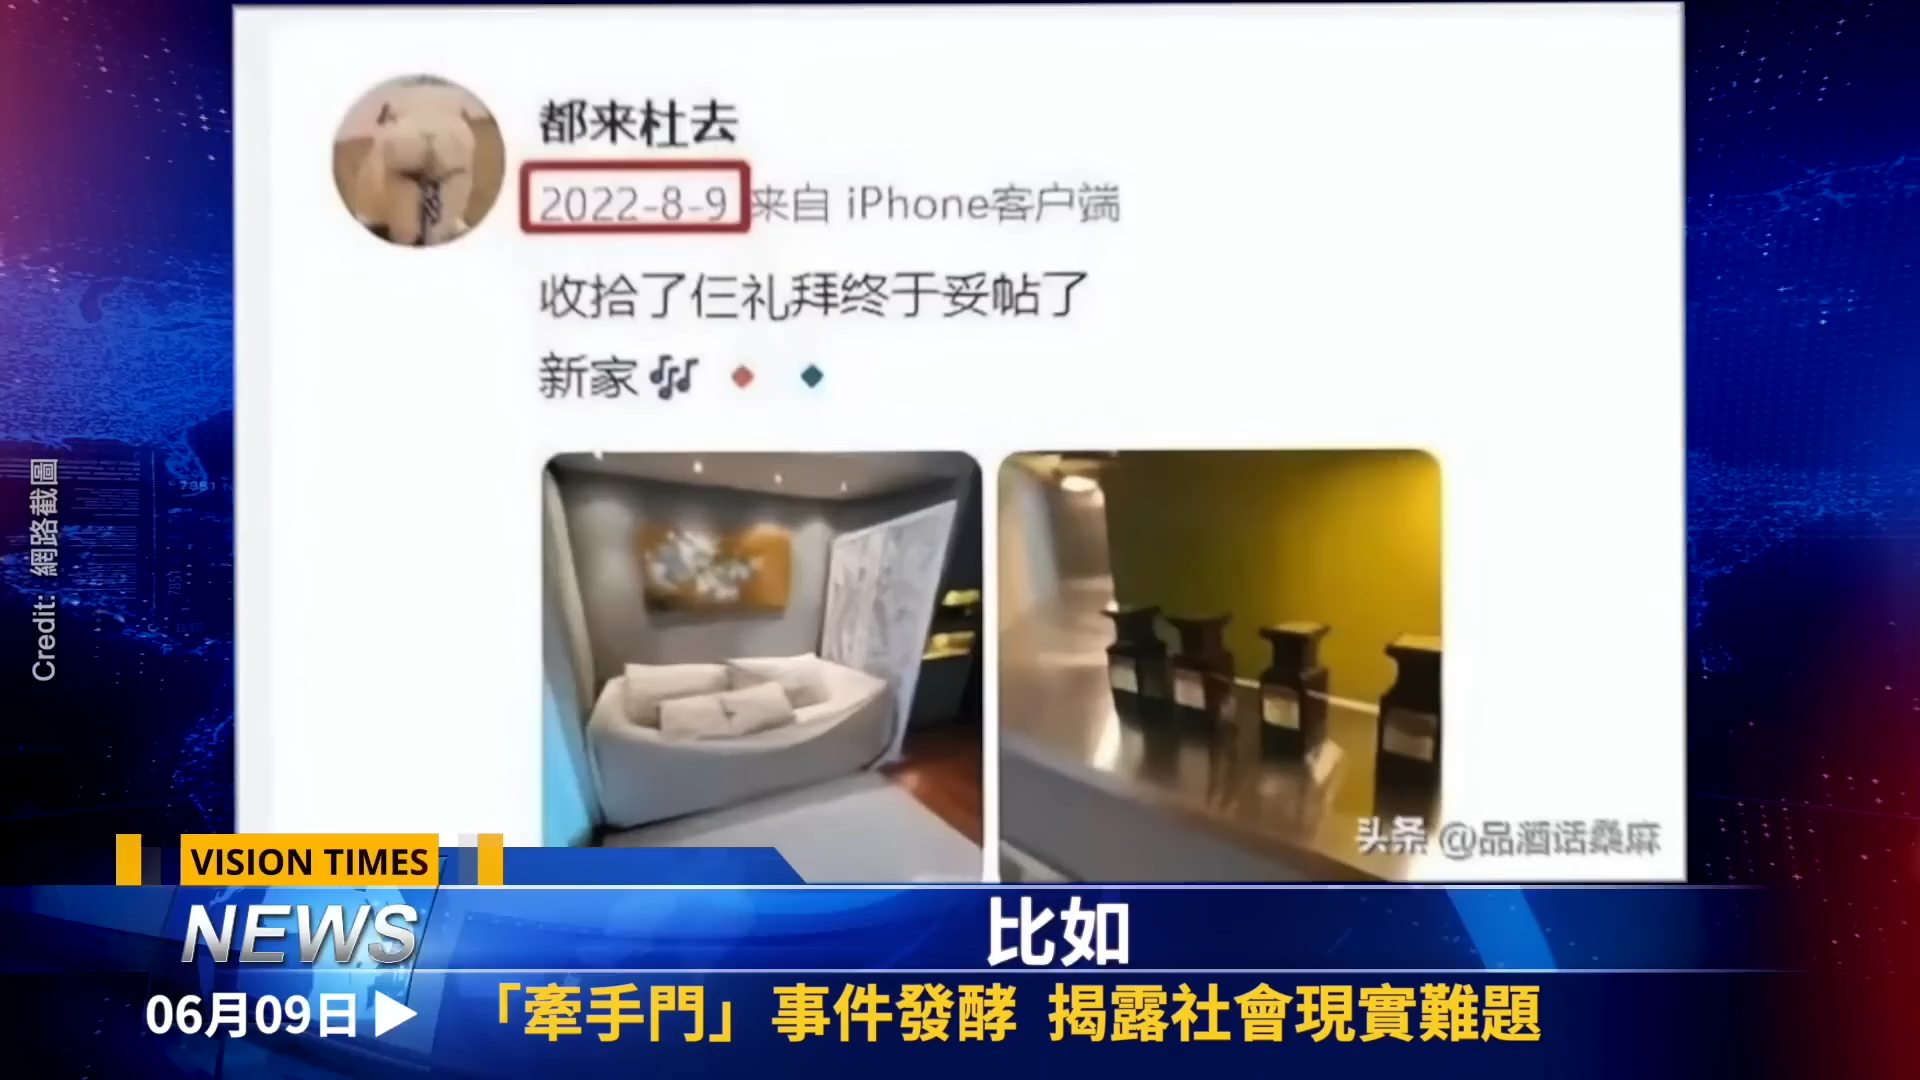 都来杜去
2022-8-9 来自 iPhone客户端
收拾了仨礼拜终于妥帖了
新家
头条 @品酒话桑麻
Credit: 網路截圖
VISION TIMES
NEWS
比如
06月09日 「牽手門」事件發酵 揭露社會現實難題